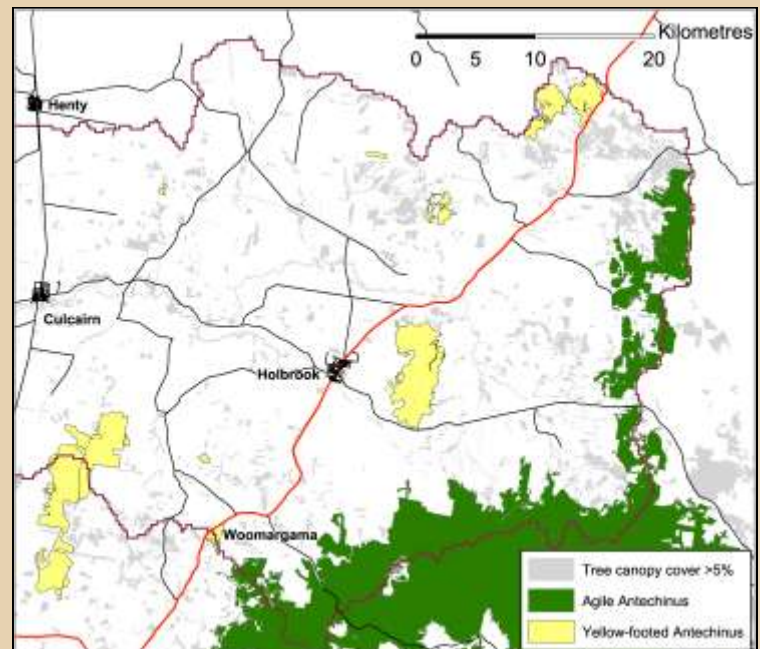 Kilometres
0 5 10 20
Henty
Culcairn
Holbrook
Woomargama
Tree canopy cover >5%
Agile Antechinus
Yellow-footed Antechinus